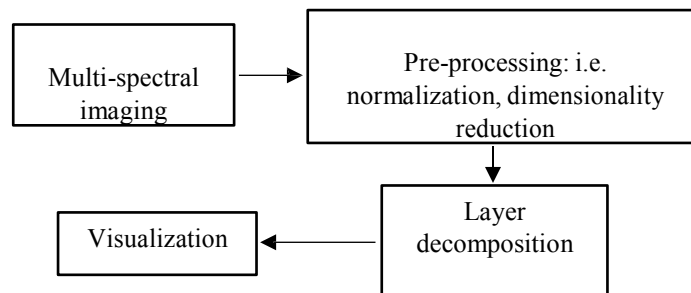 Multi-spectral
imaging
Pre-processing: i.e.
normalization, dimensionality
reduction
Layer
decomposition
Visualization